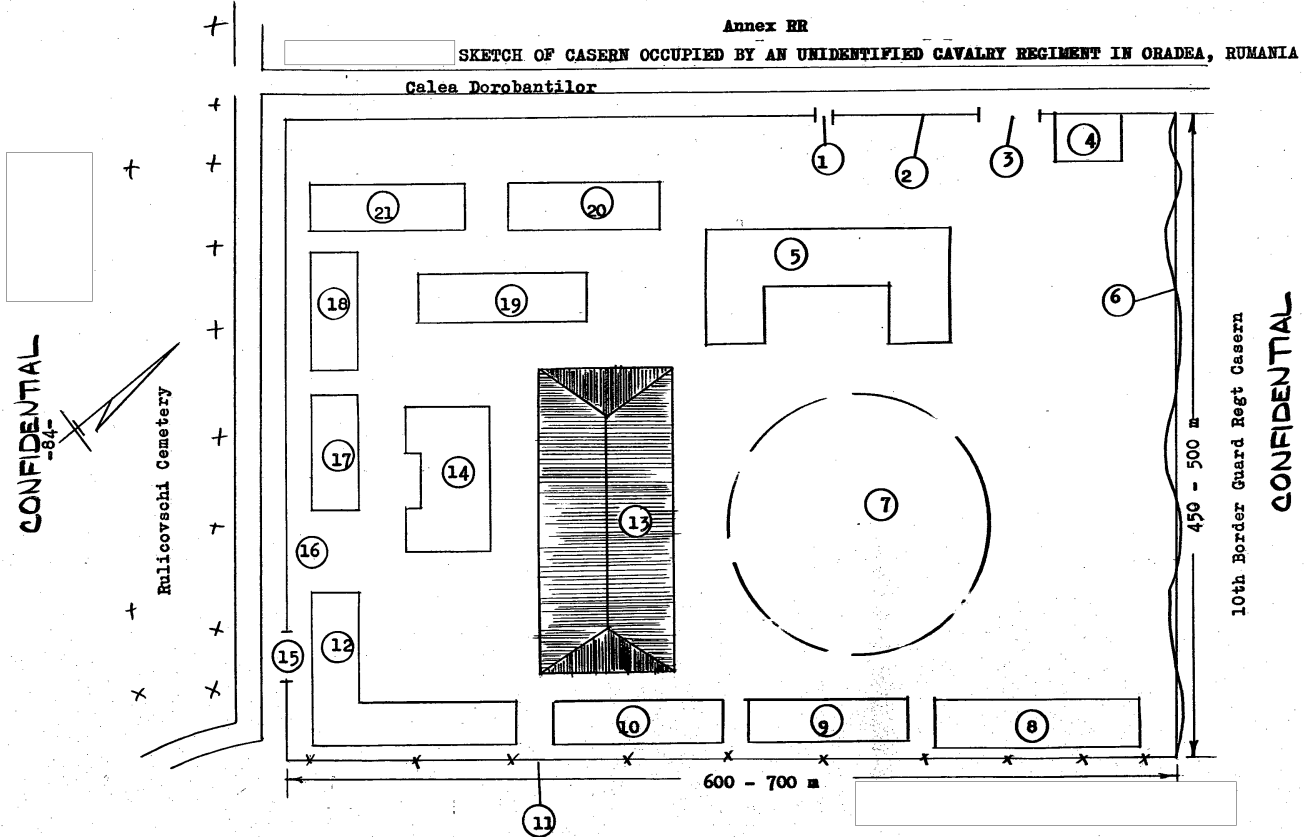 Annex RR
SKETCH OF CASERN OCCUPIED BY AN UNIDENTIFIED CAVALRY REGIMENT IN ORADEA, RUMANIA
Calea Dorobantilor
1
2
3
4
21
20
5
18
19
6
CONFIDENTIAL
-84-
Rulicovschi Cemetery
17
14
13
7
16
15
12
10
9
8
11
450 - 500 m
10th Border Guard Regt Casern
CONFIDENTIAL
600 - 700 m